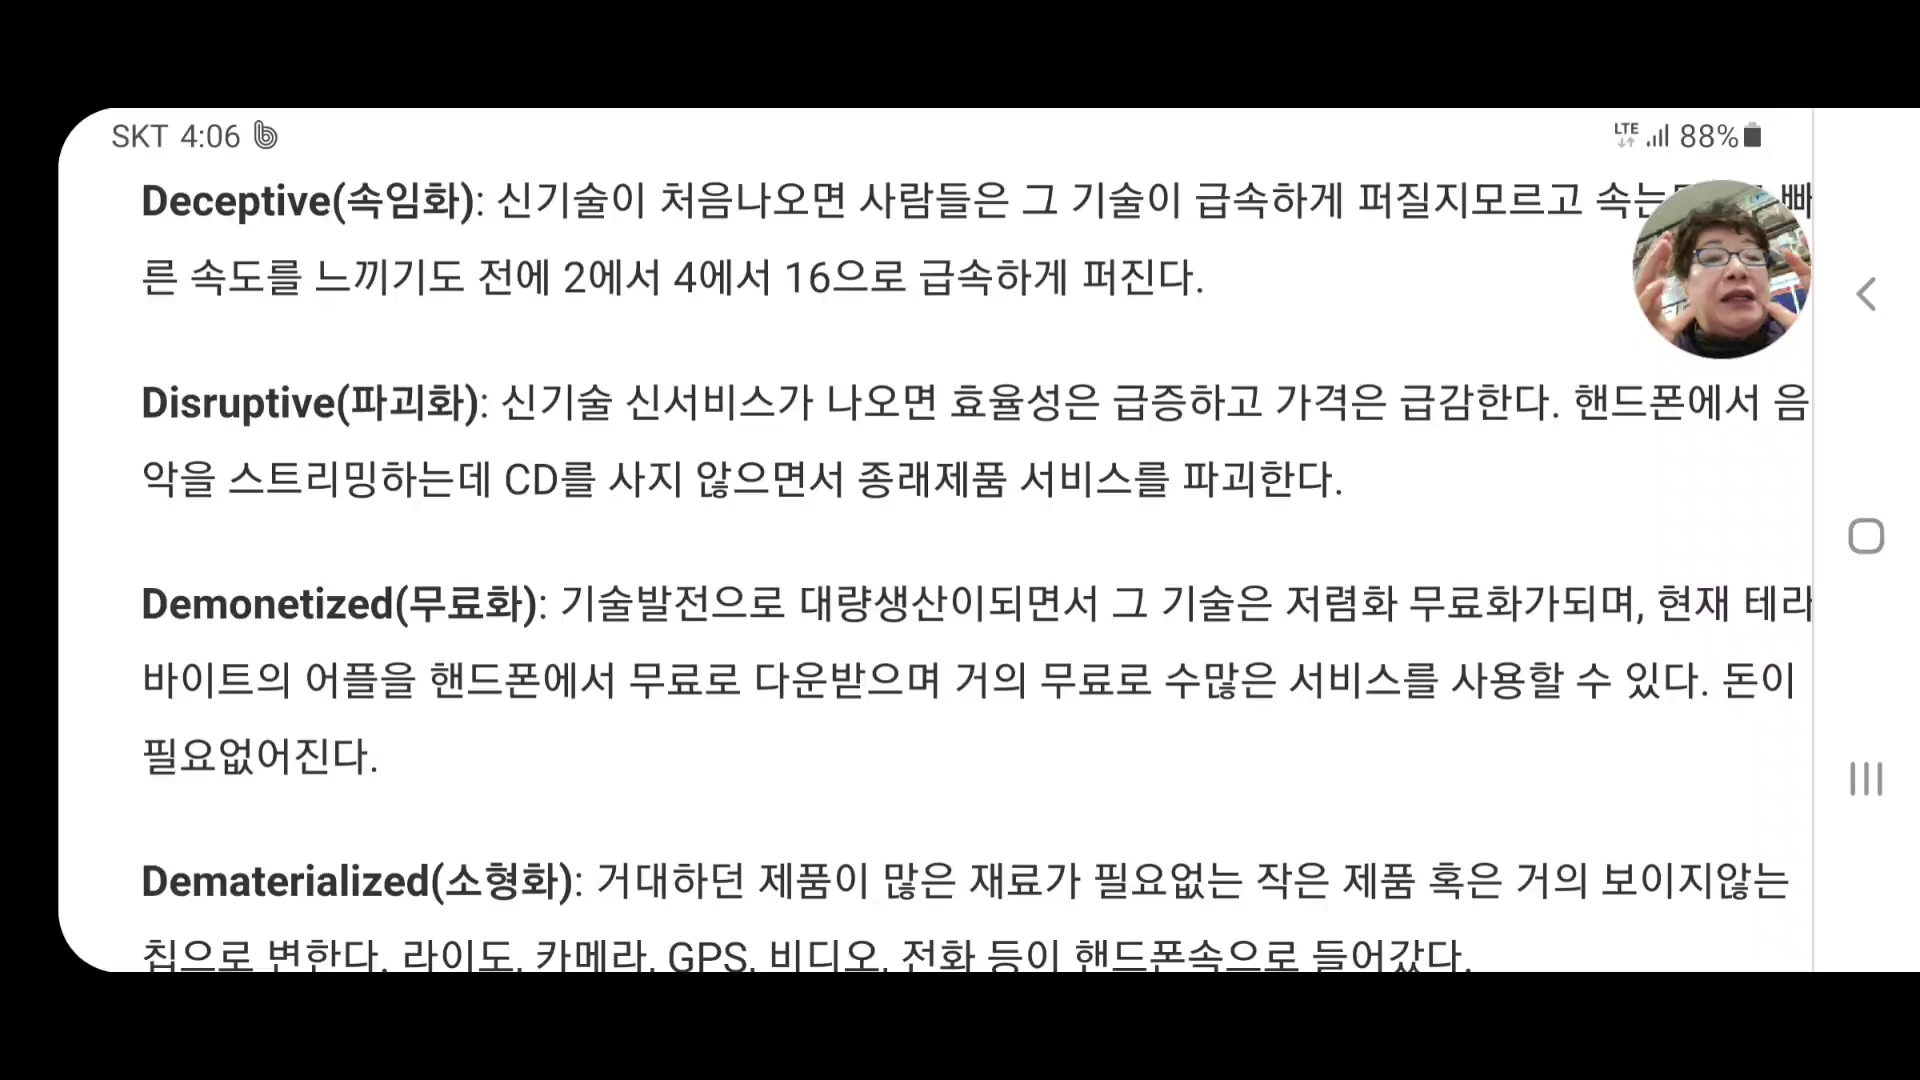 SKT 4:06
LTE 88%
Deceptive(속임화): 신기술이 처음나오면 사람들은 그 기술이 급속하게 퍼질지모르고 속는 빠
른 속도를 느끼기도 전에 2에서 4에서 16으로 급속하게 퍼진다.
Disruptive(파괴화): 신기술 신서비스가 나오면 효율성은 급증하고 가격은 급감한다. 핸드폰에서 음
악을 스트리밍하는데 CD를 사지 않으면서 종래제품 서비스를 파괴한다.
Demonetized(무료화): 기술발전으로 대량생산이되면서 그 기술은 저렴화 무료화가되며, 현재 테라
바이트의 어플을 핸드폰에서 무료로 다운받으며 거의 무료로 수많은 서비스를 사용할 수 있다. 돈이
필요없어진다.
Dematerialized(소형화): 거대하던 제품이 많은 재료가 필요없는 작은 제품 혹은 거의 보이지않는
칩으로 변한다. 라이도, 카메라, GPS, 비디오, 전화 등이 핸드폰속으로 들어갔다.